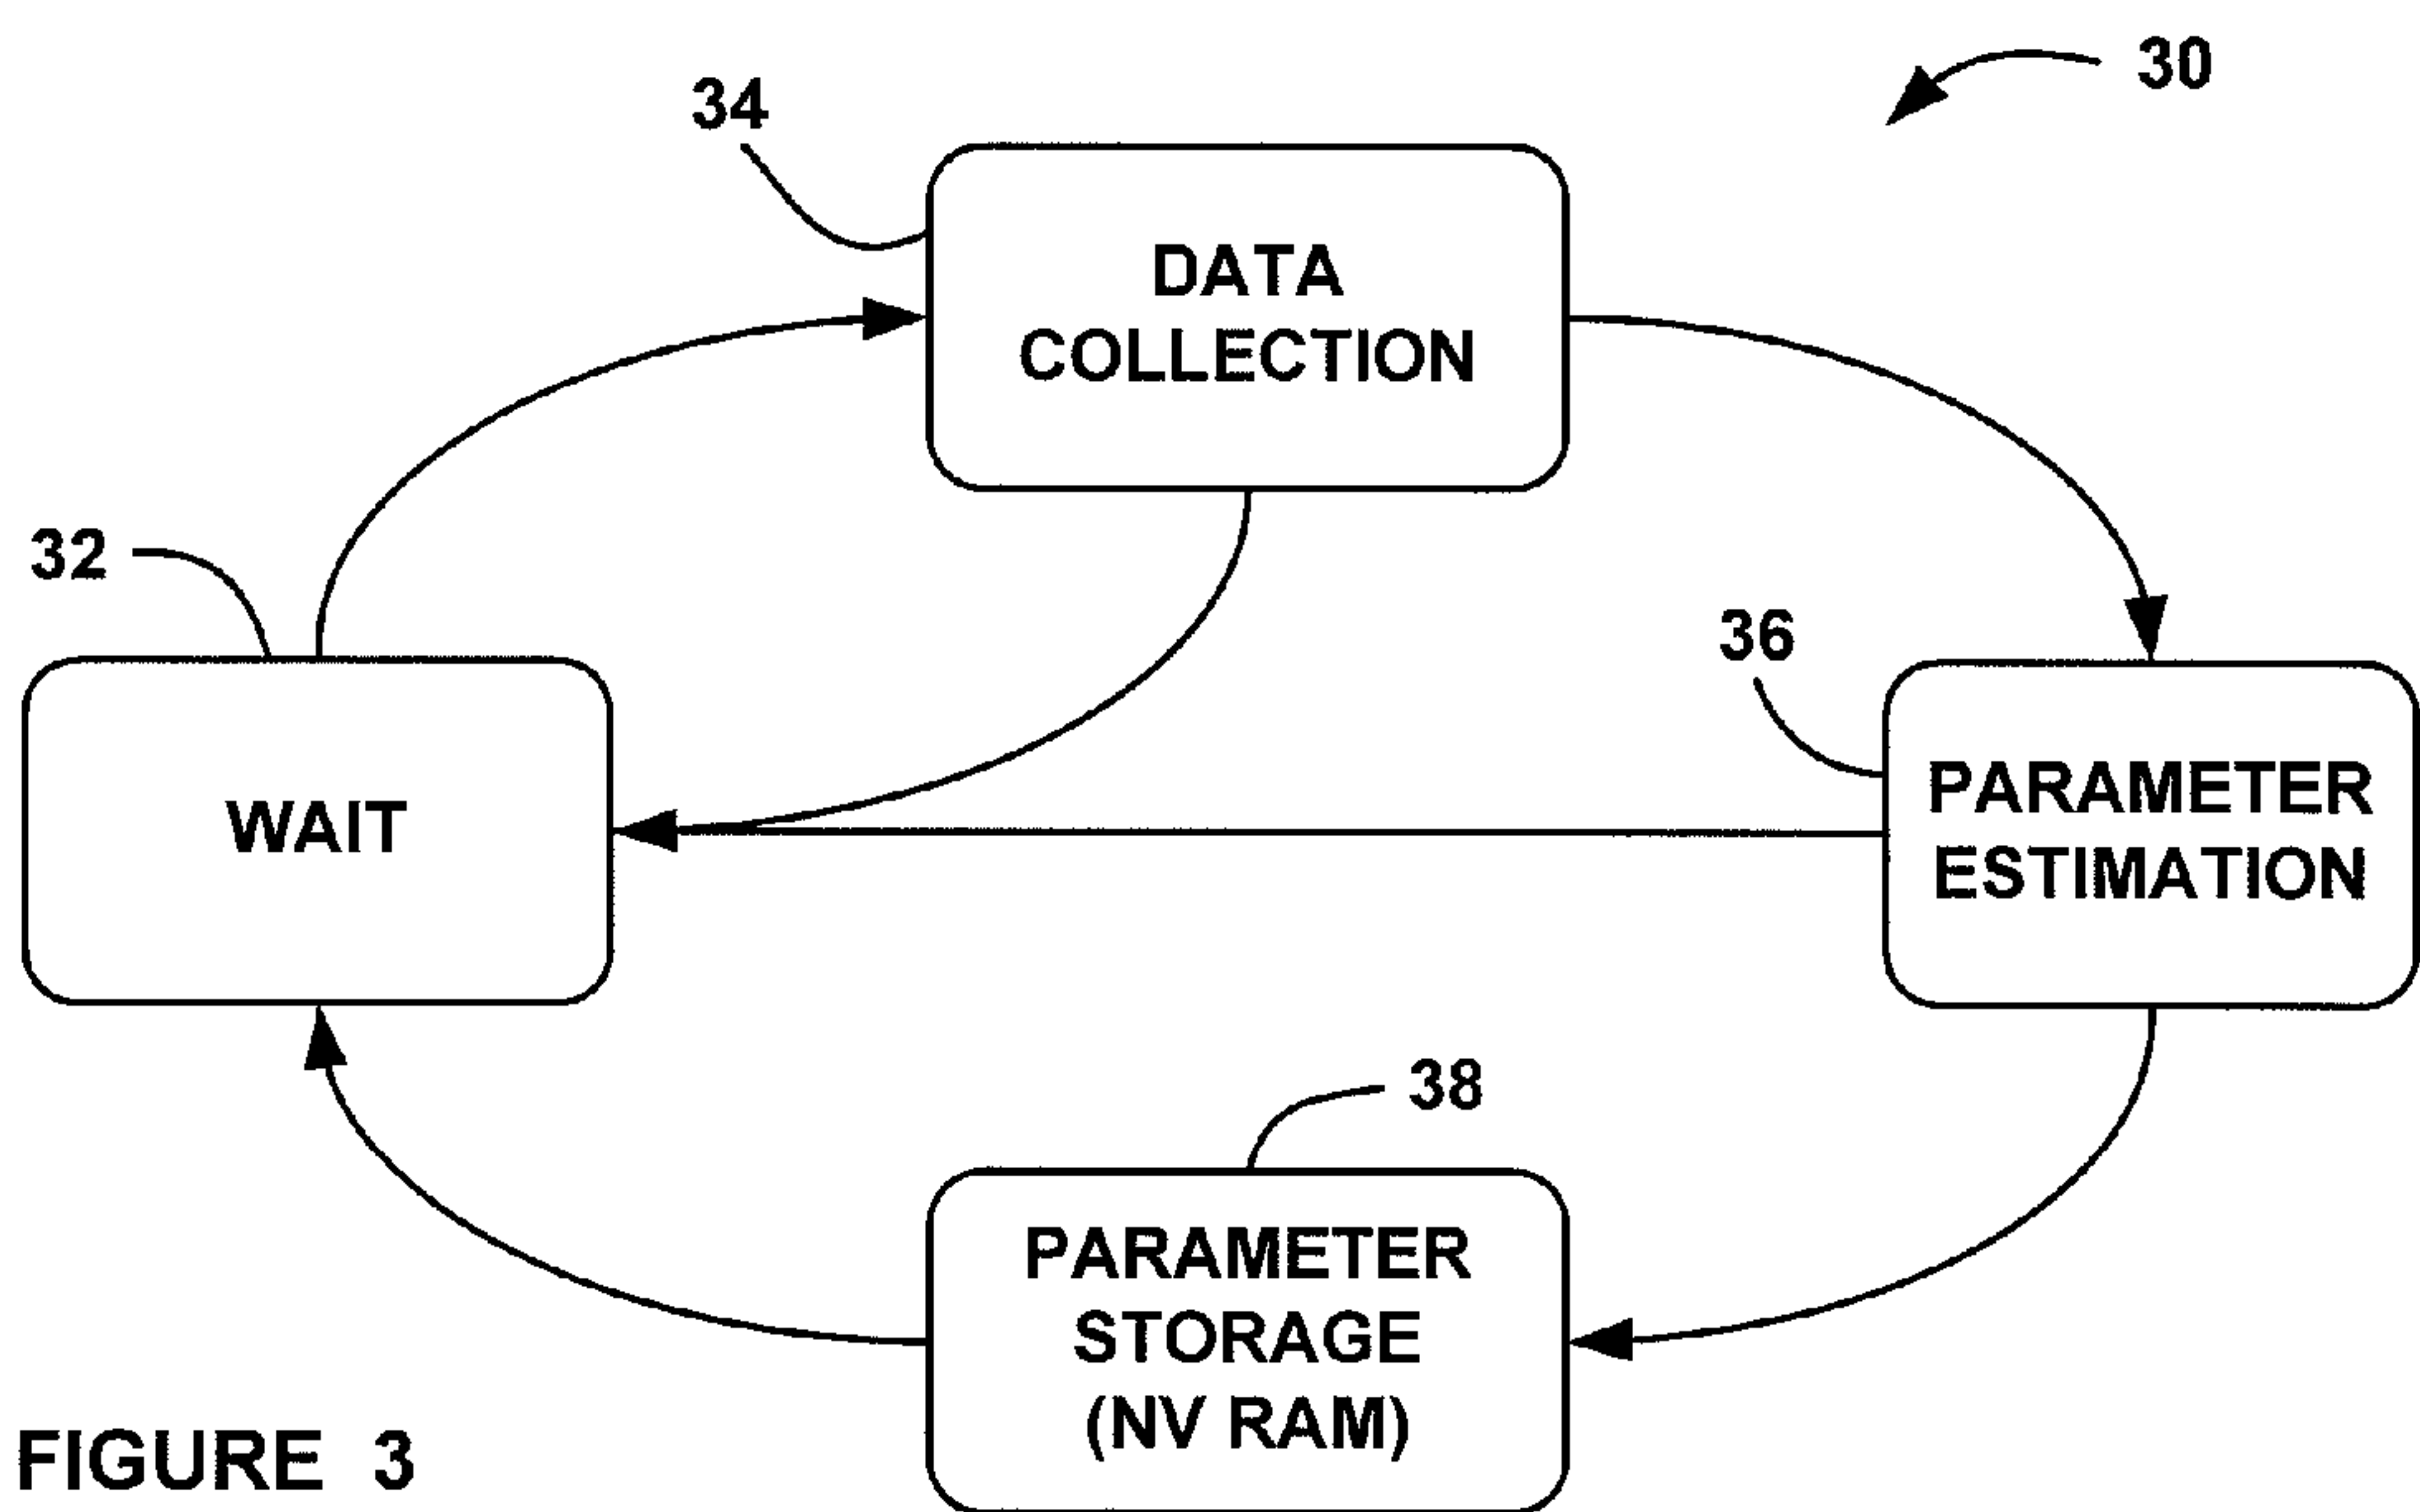 30
34
DATA
COLLECTION
32
36
WAIT
PARAMETER
ESTIMATION
38
PARAMETER
STORAGE
(NV RAM)
FIGURE 3